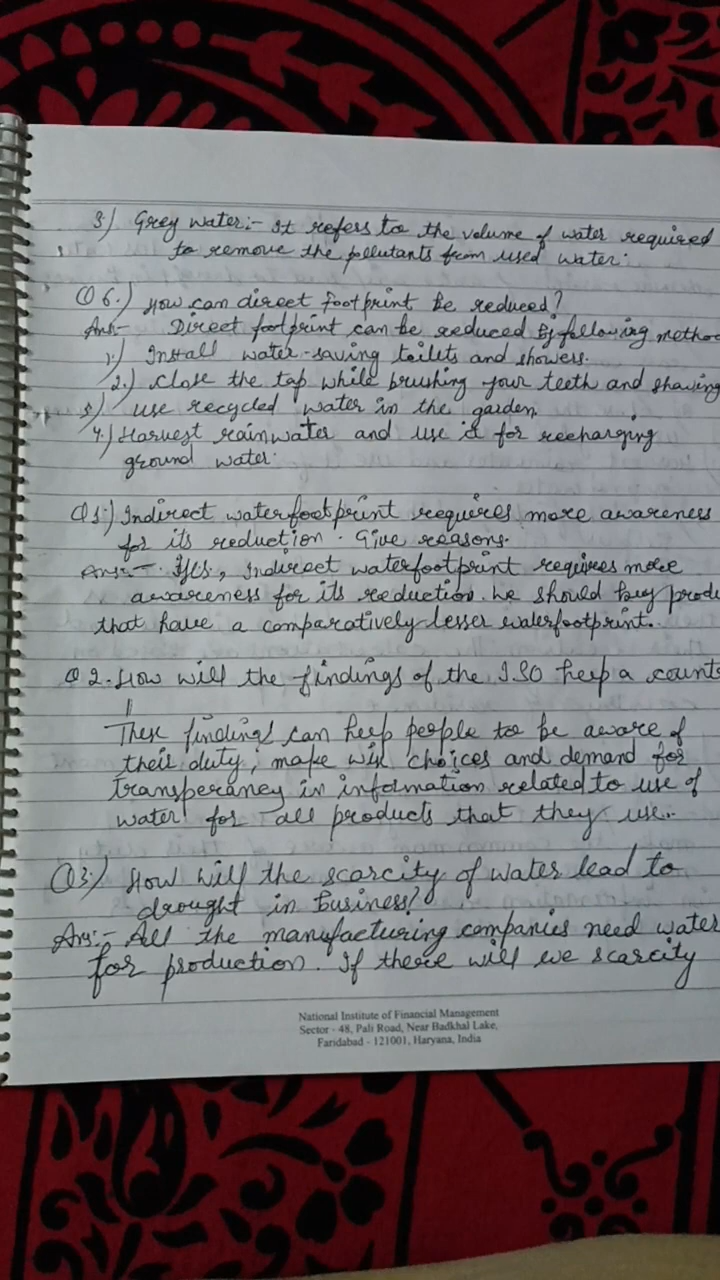 3) Grey water:- It refers to the volume of water required
to remove the pollutants from used water.
Q 6.) How can direct footprint be reduced?
Ans:- Direct footprint can be reduced by following metho
1.) Install water-saving toilets and showers.
2.) Close the tap while brushing your teeth and shaving
3) use recycled water in the garden.
4.) Harvest rainwater and use it for recharging
ground water.
Q1:) Indirect waterfootprint requires more awareness
for its reduction. Give reasons.
Ans:- Yes, Indirect waterfootprint requires more
awareness for its reduction. We should buy produ
that have a comparatively lesser waterfootprint.
Q 2. How will the findings of the ISO help a count
These findings can help people to be aware of
their duty, make wise choices and demand for
transperancy in information related to use of
water for all products that they use..
Q3:) How will the scarcity of water lead to
drought in business?
Ans:- All the manufacturing companies need water
for production. If there will we scarcity
National Institute of Financial Management
Sector - 48, Pali Road, Near Badkhal Lake,
Faridabad - 121001, Haryana, India